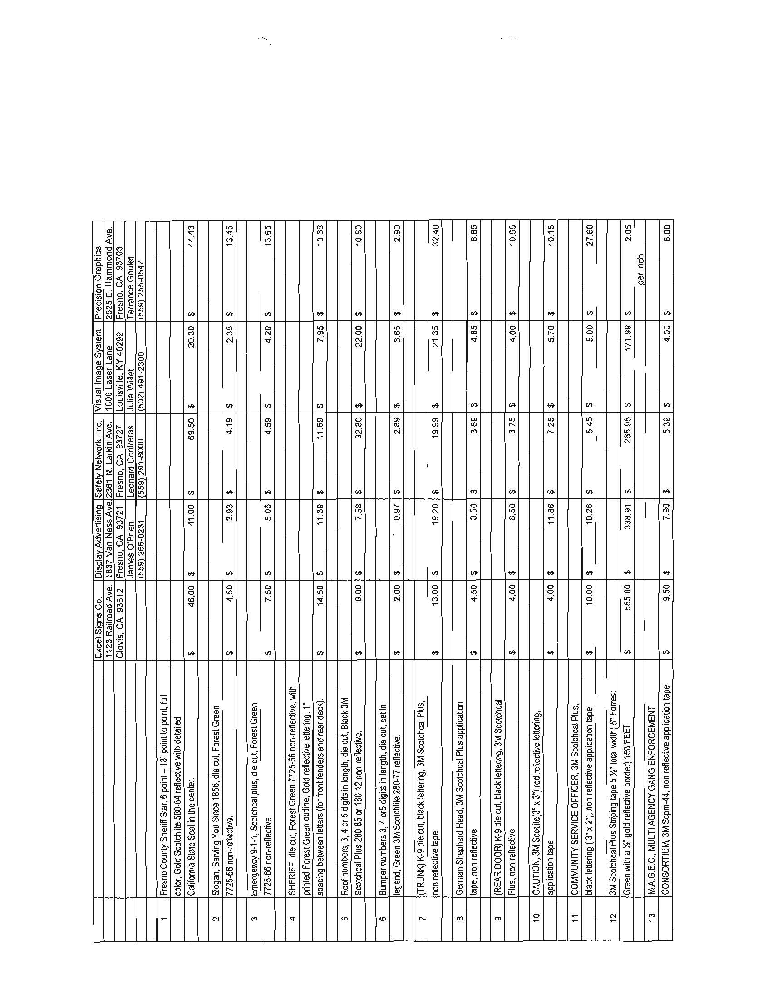 Excel Signs Co. Display Advertising Safety Network, Inc. Visual Image System Precision Graphics
1123 Railroad Ave. 1837 Van Ness Ave 2361 N. Larkin Ave. 1808 Laser Lane 2525 E. Hammond Ave.
Clovis, CA 93612 Fresno, CA 93721 Fresno, CA 93727 Louisville, KY 40299 Fresno, CA 93703
James O'Brien Leonard Contreras Julia Willet Terrance Goulet
(559) 266-0231 (559) 291-8000 (502) 491-2300 (559) 255-0547
1 Fresno County Sheriff Star, 6 point ~ 18" point to point, full
color, Gold Scotchlite 580-64 reflective with detailed
California State Seal in the center. $ 46.00 $ 41.00 $ 69.50 $ 20.30 $ 44.43
2 Slogan, Serving You Since 1856, die cut, Forest Green
7725-66 non-reflective. $ 4.50 $ 3.93 $ 4.19 $ 2.35 $ 13.45
3 Emergency 9-1-1, Scotchcal plus, die cut, Forest Green
7725-66 non-reflective. $ 7.50 $ 5.06 $ 4.59 $ 4.20 $ 13.65
4 SHERIFF, die cut, Forest Green 7725-66 non-reflective, with
printed Forest Green outline, Gold reflective lettering, 1"
spacing between letters (for front fenders and rear deck). $ 14.50 $ 11.39 $ 11.69 $ 7.95 $ 13.68
5 Roof numbers, 3, 4 or 5 digits in length, die cut, Black 3M
Scotchcal Plus 280-85 or 180-12 non-reflective. $ 9.00 $ 7.58 $ 32.80 $ 22.00 $ 10.80
6 Bumper numbers 3, 4 or5 digits in length, die cut, set in
legend, Green 3M Scotchlite 280-77 reflective. $ 2.00 $ 0.97 $ 2.89 $ 3.65 $ 2.90
7 (TRUNK) K-9 die cut, black lettering, 3M Scotchcal Plus,
non reflective tape $ 13.00 $ 19.20 $ 19.99 $ 21.35 $ 32.40
8 German Shepherd Head, 3M Scotchcal Plus application
tape, non reflective $ 4.50 $ 3.50 $ 3.69 $ 4.85 $ 8.65
9 (REAR DOOR) K-9 die cut, black lettering, 3M Scotchcal
Plus, non reflective $ 4.00 $ 8.50 $ 3.75 $ 4.00 $ 10.65
10 CAUTION, 3M Scotlite(3" x 3") red reflective lettering,
application tape $ 4.00 $ 11.86 $ 7.25 $ 5.70 $ 10.15
11 COMMUNITY SERVICE OFFICER, 3M Scotchcal Plus,
black lettering ( 3" x 2"), non reflective application tape $ 10.00 $ 10.26 $ 5.45 $ 5.00 $ 27.60
12 3M Scotchcal Plus Striping tape 5 ½" total width( 5" Forrest
Green with a ½" gold reflective border) 150 FEET $ 585.00 $ 338.91 $ 265.95 $ 171.99 $ 2.05
per inch
13 M.A.G.E.C., MULTI AGENCY GANG ENFORCEMENT
CONSORTIUM, 3M Scpm-44, non reflective application tape $ 9.50 $ 7.90 $ 5.39 $ 4.00 $ 6.00